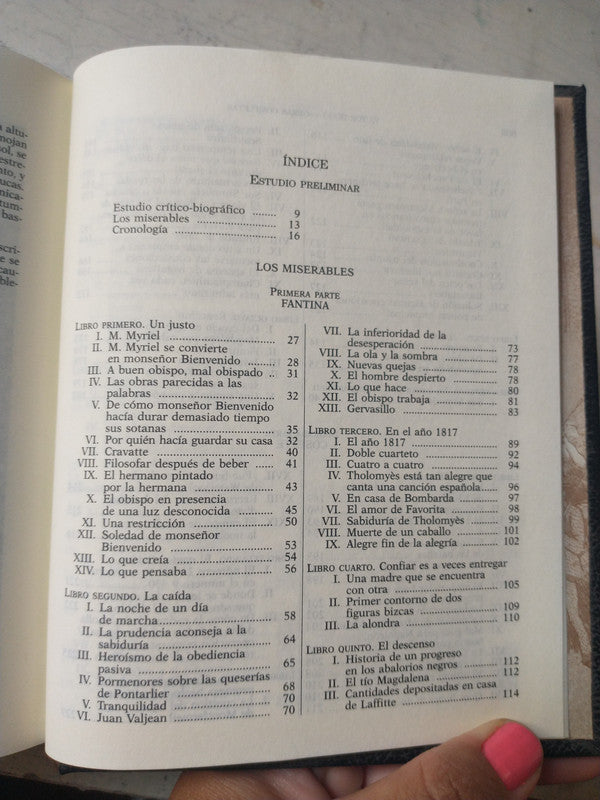 a altu-
nojan
sol, se
estre-
nto, y
ucas.
nica-
tum-
bas-
scri-
e se
cau-
ble-
ÍNDICE
ESTUDIO PRELIMINAR
Estudio crítico-biográfico ........ 9
Los miserables ........ 13
Cronología ........ 16
LOS MISERABLES
PRIMERA PARTE
FANTINA
LIBRO PRIMERO. Un justo
I. M. Myriel ........ 27
II. M. Myriel se convierte
en monseñor Bienvenido ........ 28
III. A buen obispo, mal obispado .. 31
IV. Las obras parecidas a las
palabras ........ 32
V. De cómo monseñor Bienvenido
hacía durar demasiado tiempo
sus sotanas ........ 35
VI. Por quién hacía guardar su casa 32
VII. Cravatte ........ 40
VIII. Filosofar después de beber ...... 41
IX. El hermano pintado
por la hermana ........ 43
X. El obispo en presencia
de una luz desconocida ........ 45
XI. Una restricción ........ 50
XII. Soledad de monseñor
Bienvenido ........ 53
XIII. Lo que creía ........ 54
XIV. Lo que pensaba ........ 56
LIBRO SEGUNDO. La caída
I. La noche de un día
de marcha ........ 58
II. La prudencia aconseja a la
sabiduría ........ 64
III. Heroísmo de la obediencia
pasiva ........ 65
IV. Pormenores sobre las queserías
de Pontarlier ........ 68
V. Tranquilidad ........ 70
VI. Juan Valjean ........ 70
VII. La inferioridad de la
desesperación ........ 73
VIII. La ola y la sombra ........ 77
IX. Nuevas quejas ........ 78
X. El hombre despierto ........ 78
XI. Lo que hace ........ 80
XII. El obispo trabaja ........ 81
XIII. Gervasillo ........ 83
LIBRO TERCERO. En el año 1817
I. El año 1817 ........ 89
II. Doble cuarteto ........ 92
III. Cuatro a cuatro ........ 94
IV. Tholomyès está tan alegre que
canta una canción española ..... 96
V. En casa de Bombarda ........ 97
VI. El amor de Favorita ........ 98
VII. Sabiduría de Tholomyès ........ 99
VIII. Muerte de un caballo ........ 101
IX. Alegre fin de la alegría ........ 102
LIBRO CUARTO. Confiar es a veces entregar
I. Una madre que se encuentra
con otra ........ 105
II. Primer contorno de dos
figuras bizcas ........ 109
III. La alondra ........ 110
LIBRO QUINTO. El descenso
I. Historia de un progreso
en los abalorios negros ........ 112
II. El tío Magdalena ........ 112
III. Cantidades depositadas en casa
de Laffitte ........ 114